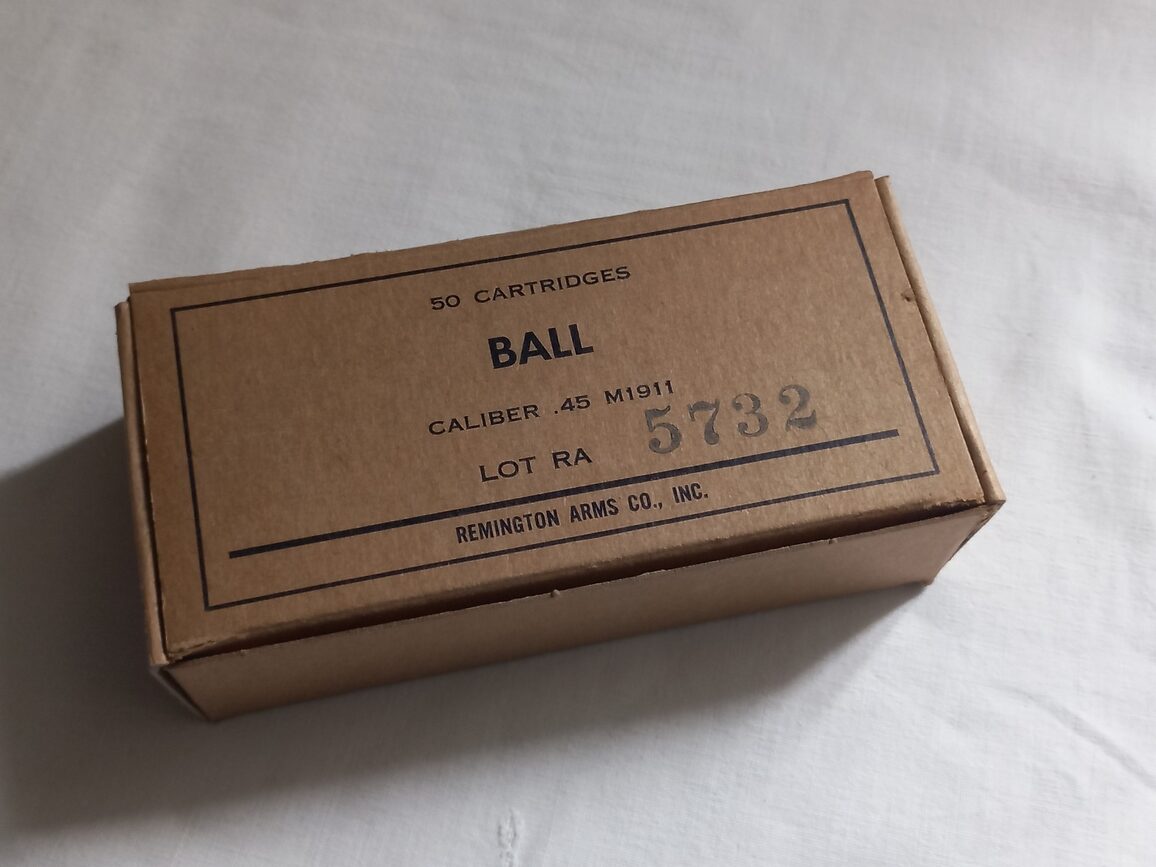 50 CARTRIDGES
BALL
CALIBER .45 M1911
LOT RA 5732
REMINGTON ARMS CO., INC.